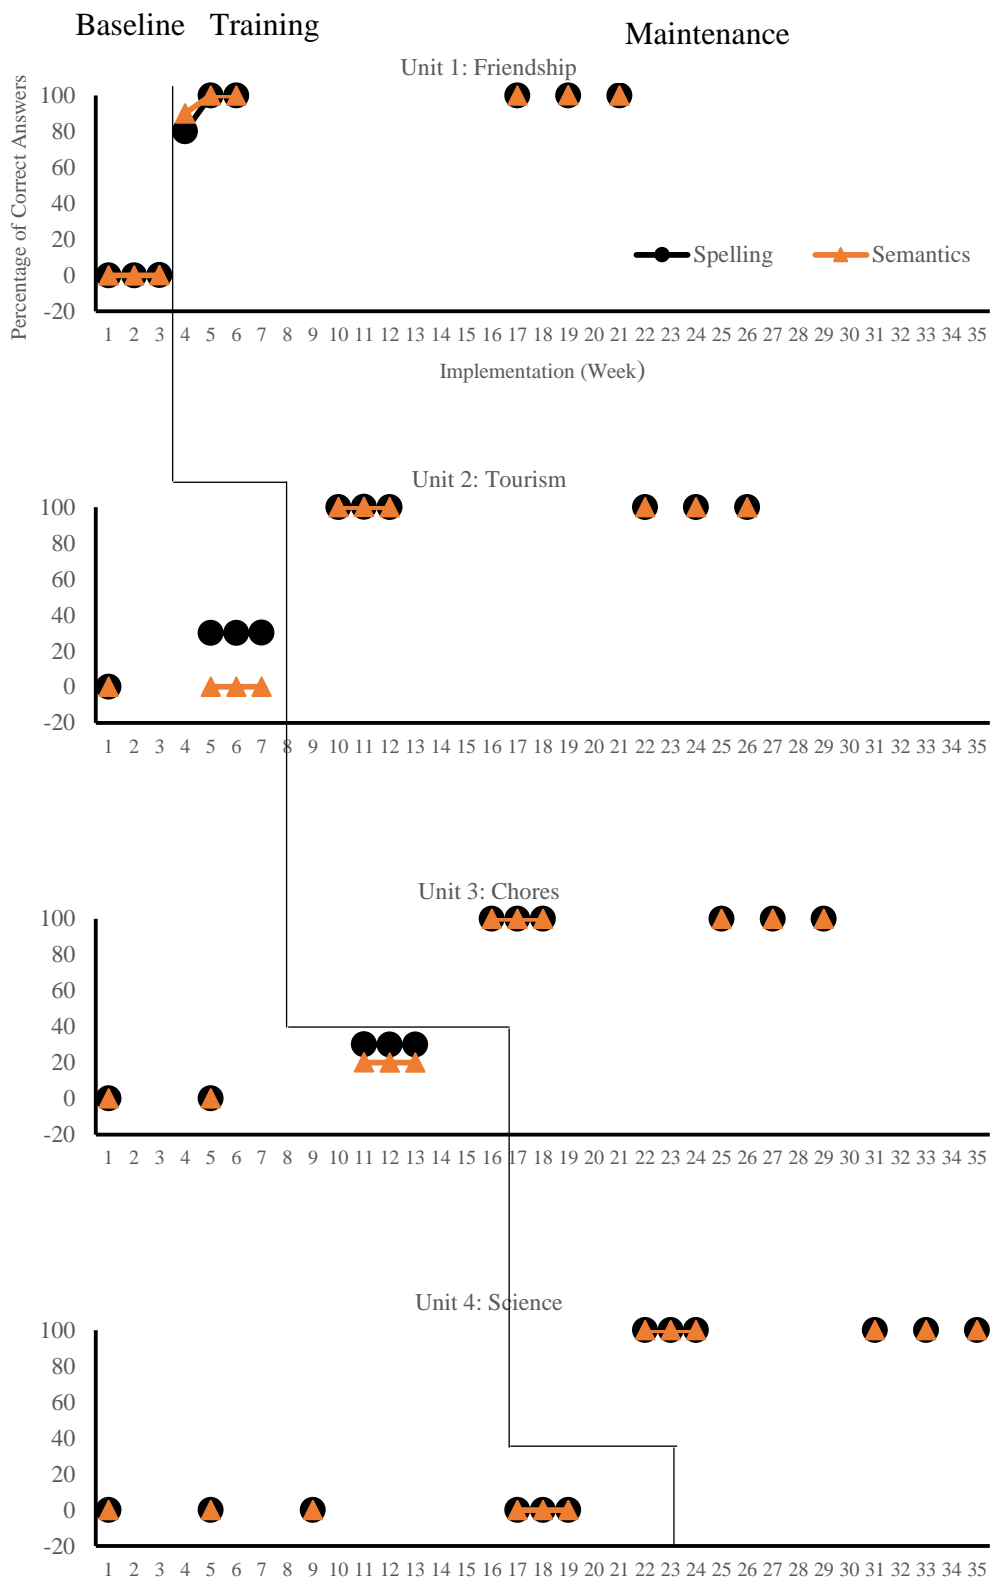 Baseline Training Maintenance
Unit 1: Friendship
Percentage of Correct Answers
100
80
60
40
20
0
-20
Spelling Semantics
1 2 3 4 5 6 7 8 9 10 11 12 13 14 15 16 17 18 19 20 21 22 23 24 25 26 27 28 29 30 31 32 33 34 35
Implementation (Week)
Unit 2: Tourism
100
80
60
40
20
0
-20
1 2 3 4 5 6 7 8 9 10 11 12 13 14 15 16 17 18 19 20 21 22 23 24 25 26 27 28 29 30 31 32 33 34 35
Unit 3: Chores
100
80
60
40
20
0
-20
1 2 3 4 5 6 7 8 9 10 11 12 13 14 15 16 17 18 19 20 21 22 23 24 25 26 27 28 29 30 31 32 33 34 35
Unit 4: Science
100
80
60
40
20
0
-20
1 2 3 4 5 6 7 8 9 10 11 12 13 14 15 16 17 18 19 20 21 22 23 24 25 26 27 28 29 30 31 32 33 34 35